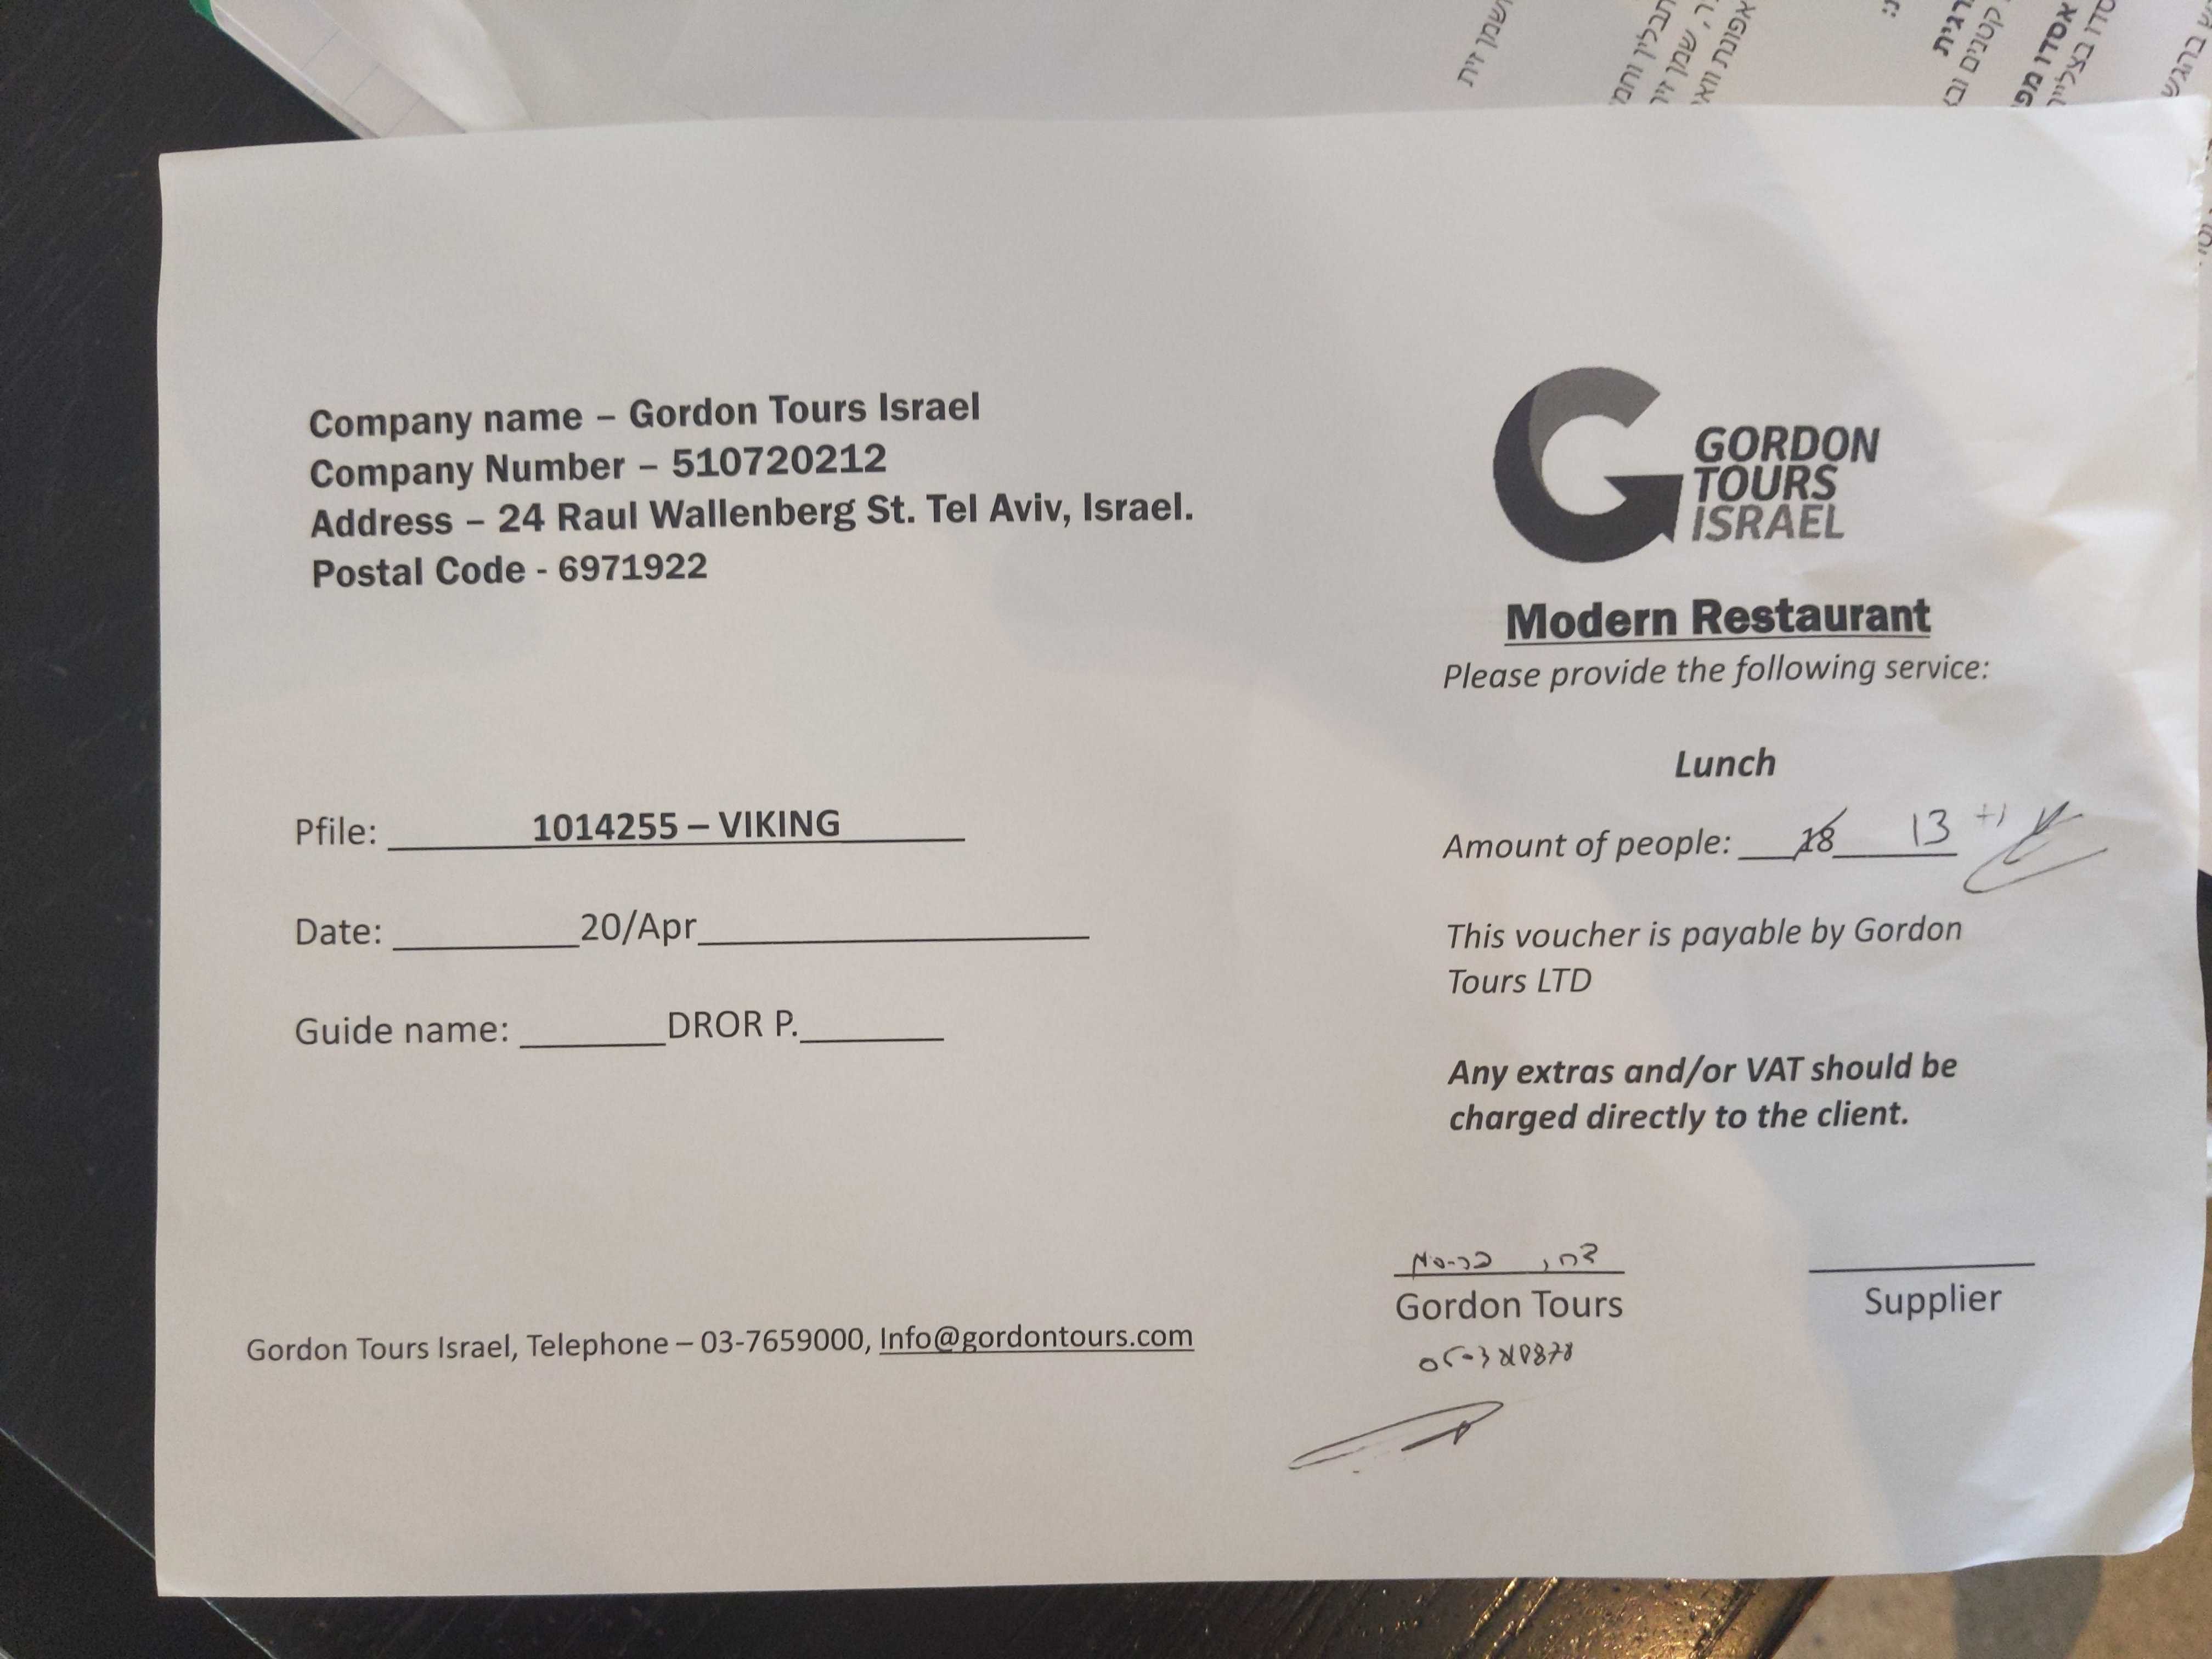 Company name – Gordon Tours Israel
Company Number – 510720212
Address – 24 Raul Wallenberg St. Tel Aviv, Israel.
Postal Code - 6971922
Pfile: 1014255 – VIKING
Date: 20/Apr
Guide name: DROR P.
Gordon Tours Israel, Telephone – 03-7659000, Info@gordontours.com
GORDON
TOURS
ISRAEL
Modern Restaurant
Please provide the following service:
Lunch
Amount of people: 18 13 +1
This voucher is payable by Gordon
Tours LTD
Any extras and/or VAT should be
charged directly to the client.
Gordon Tours
Supplier
ושמן זית